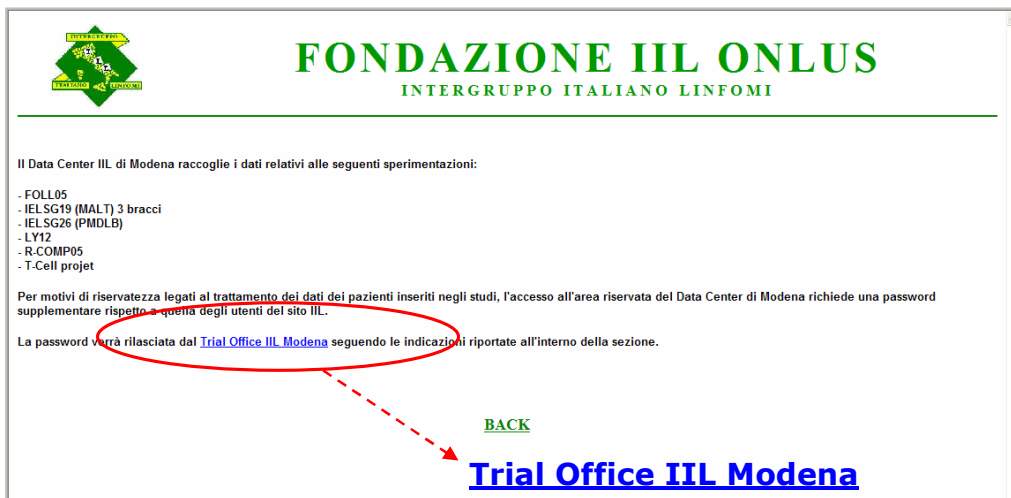 INTERGRUPPO
ITALIANO LINFOMI
FONDAZIONE IIL ONLUS
INTERGRUPPO ITALIANO LINFOMI
Il Data Center IIL di Modena raccoglie i dati relativi alle seguenti sperimentazioni:
- FOLL05
- IELSG19 (MALT) 3 bracci
- IELSG26 (PMDLB)
- LY12
- R-COMP05
- T-Cell projet
Per motivi di riservatezza legati al trattamento dei dati dei pazienti inseriti negli studi, l'accesso all'area riservata del Data Center di Modena richiede una password
supplementare rispetto a quella degli utenti del sito IIL.
La password verrà rilasciata dal Trial Office IIL Modena seguendo le indicazioni riportate all'interno della sezione.
BACK
Trial Office IIL Modena